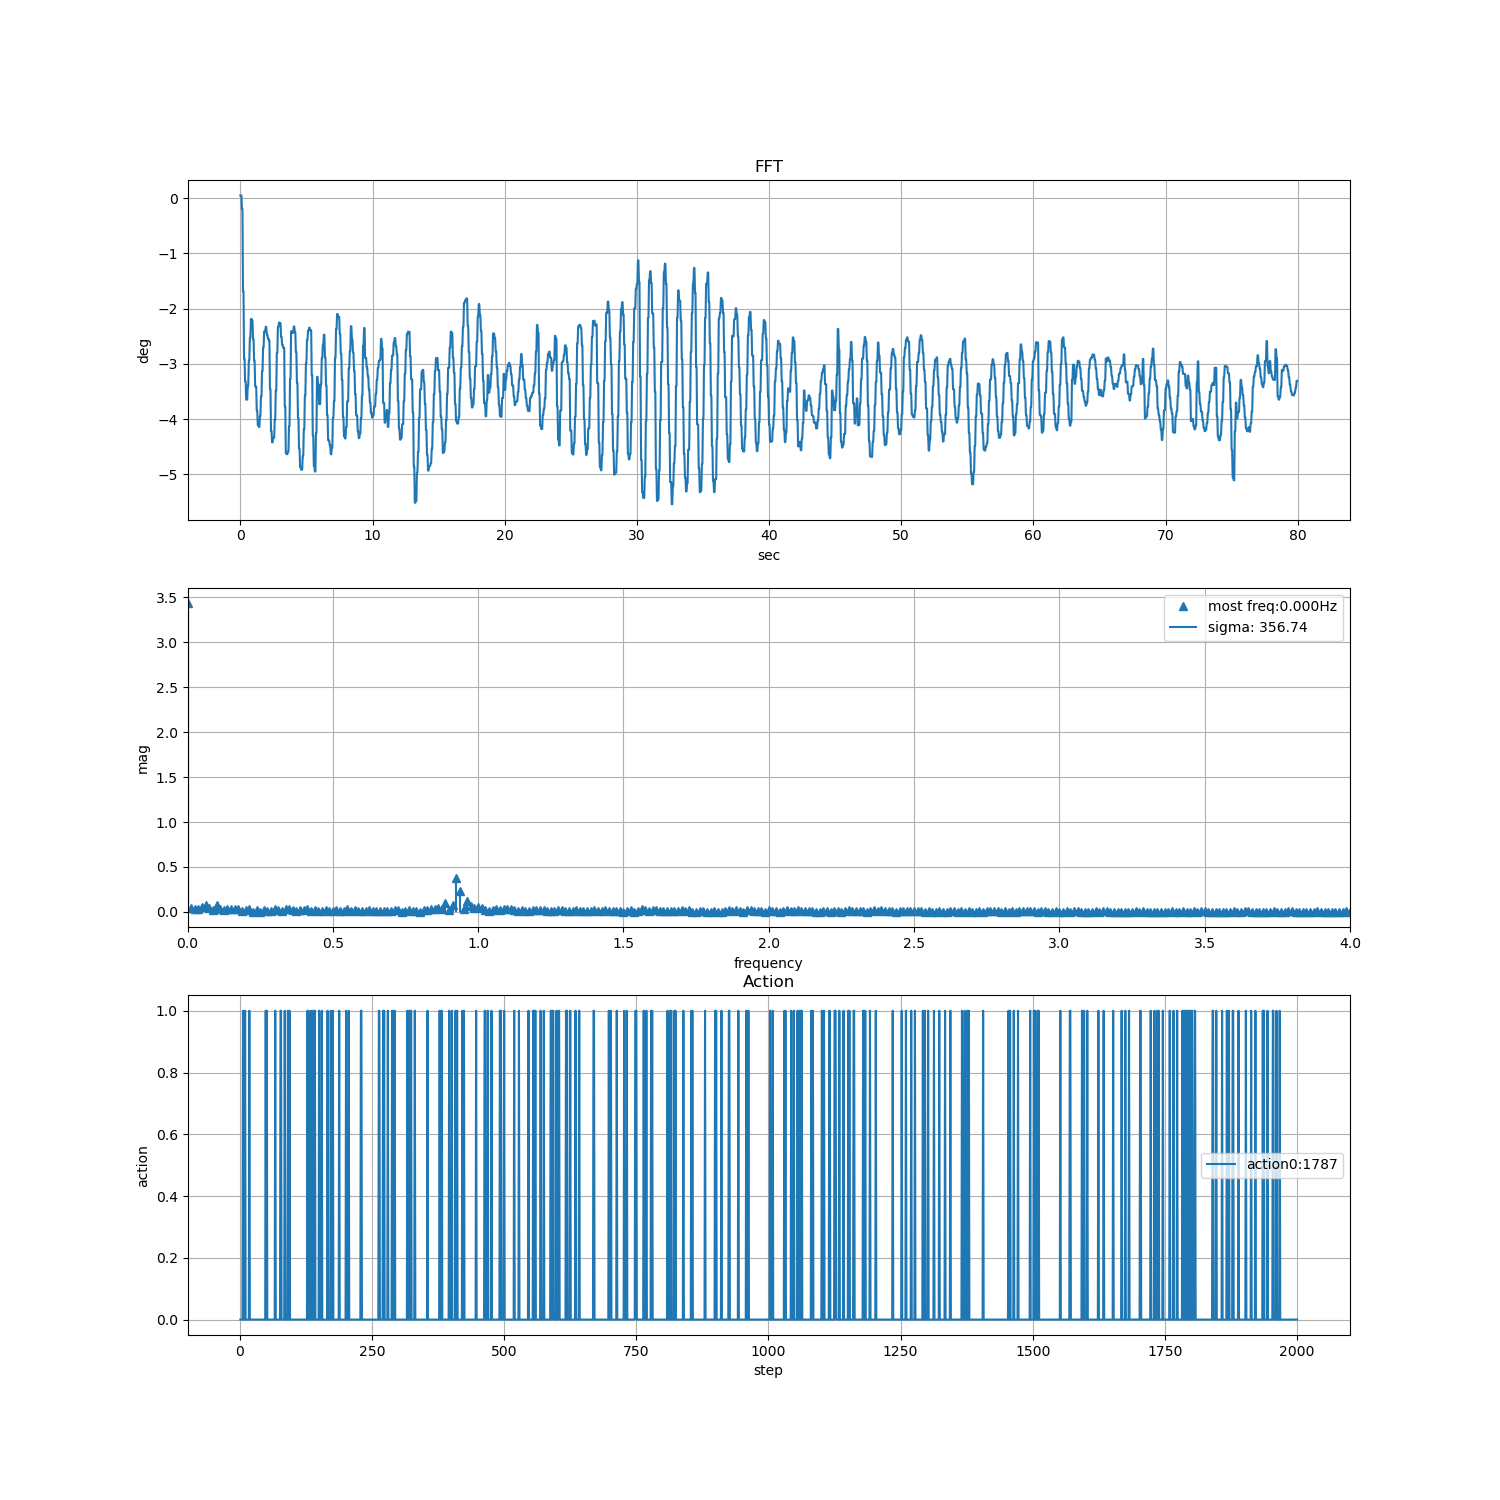 FFT
0
−1
−2
−3
−4
−5
deg
0 10 20 30 40 50 60 70 80
sec
3.5
3.0
2.5
2.0
1.5
1.0
0.5
0.0
mag
most freq:0.000Hz
sigma: 356.74
0.0 0.5 1.0 1.5 2.0 2.5 3.0 3.5 4.0
frequency
Action
1.0
0.8
0.6
0.4
0.2
0.0
action
action0:1787
0 250 500 750 1000 1250 1500 1750 2000
step